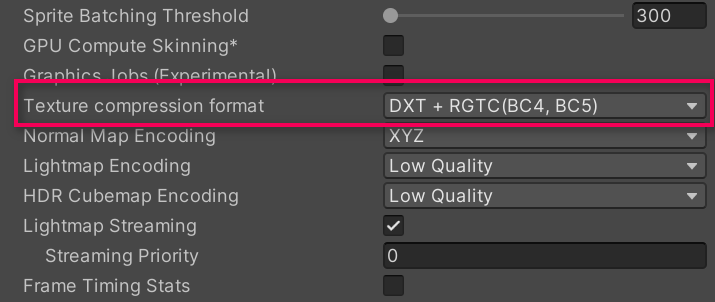 Sprite Batching Threshold 300
GPU Compute Skinning*
Graphics Jobs (Experimental)
Texture compression format DXT + RGTC(BC4, BC5)
Normal Map Encoding XYZ
Lightmap Encoding Low Quality
HDR Cubemap Encoding Low Quality
Lightmap Streaming
Streaming Priority 0
Frame Timing Stats